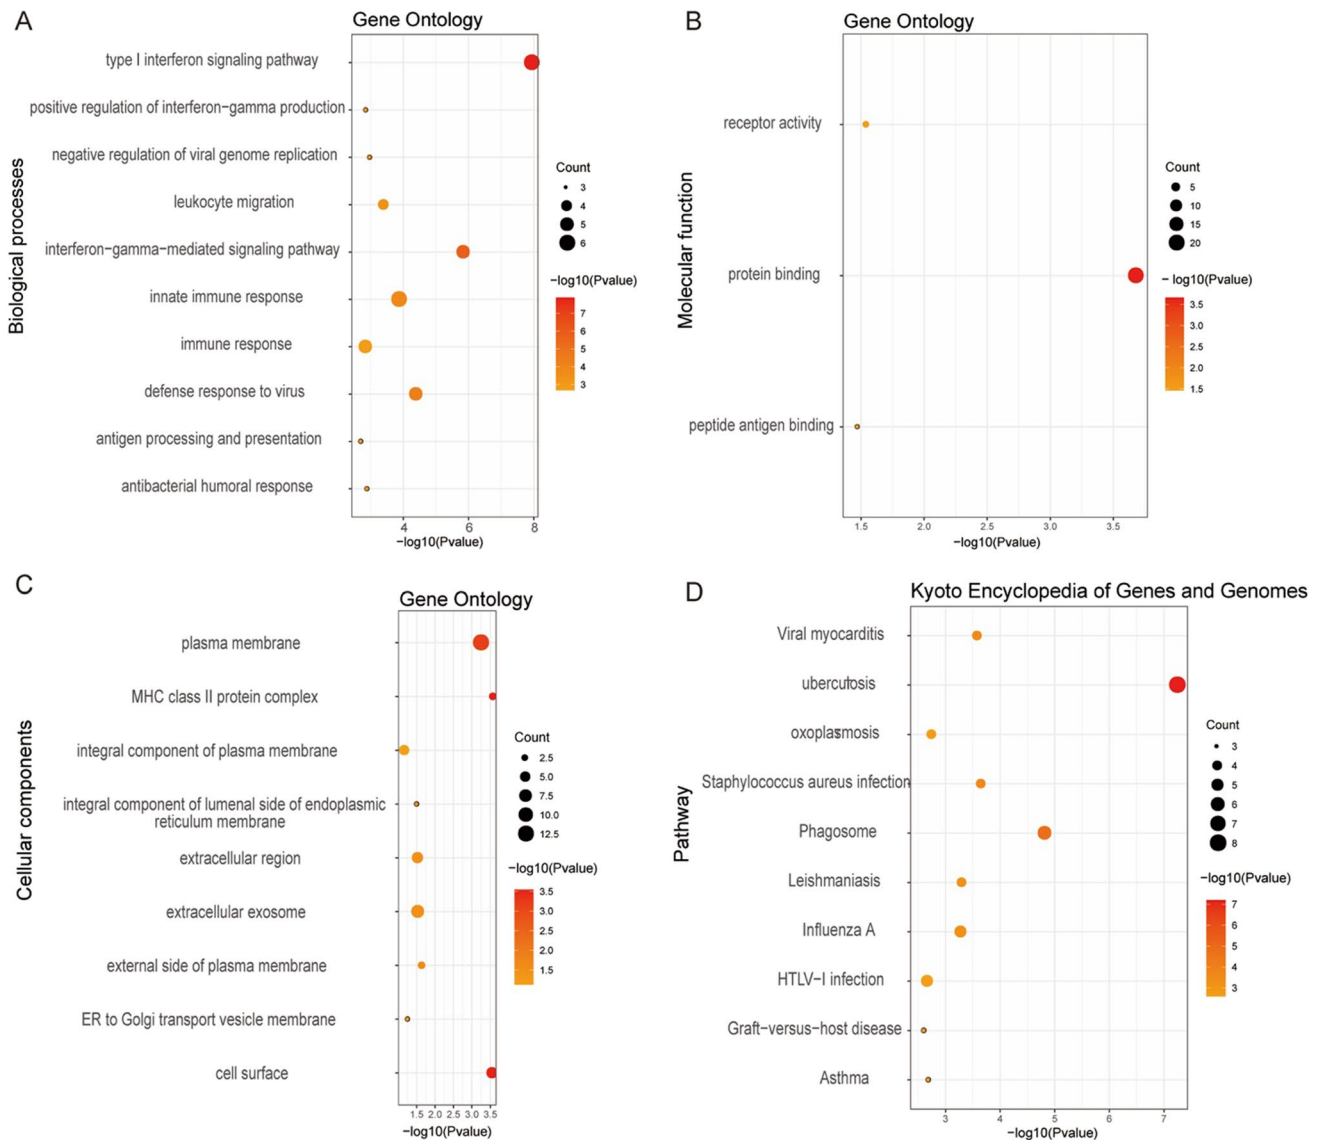 A
Gene Ontology
Biological processes
type I interferon signaling pathway
positive regulation of interferon−gamma production
negative regulation of viral genome replication
leukocyte migration
interferon−gamma−mediated signaling pathway
innate immune response
immune response
defense response to virus
antigen processing and presentation
antibacterial humoral response
4 6 8
−log10(Pvalue)
Count
3
4
5
6
−log10(Pvalue)
7
6
5
4
3
B
Gene Ontology
Molecular function
receptor activity
protein binding
peptide antigen binding
1.5 2.0 2.5 3.0 3.5
−log10(Pvalue)
Count
5
10
15
20
− log10(Pvalue)
3.5
3.0
2.5
2.0
1.5
C
Gene Ontology
Cellular components
plasma membrane
MHC class II protein complex
integral component of plasma membrane
integral component of lumenal side of endoplasmic
reticulum membrane
extracellular region
extracellular exosome
external side of plasma membrane
ER to Golgi transport vesicle membrane
cell surface
1.5 2.0 2.5 3.0 3.5
−log10(Pvalue)
Count
2.5
5.0
7.5
10.0
12.5
−log10(Pvalue)
3.5
3.0
2.5
2.0
1.5
D
Kyoto Encyclopedia of Genes and Genomes
Pathway
Viral myocarditis
Staphylococcus aureus infection
Phagosome
Leishmaniasis
Influenza A
HTLV−I infection
Graft−versus−host disease
Asthma
3 4 5 6 7
−log10(Pvalue)
Count
3
4
5
6
7
8
−log10(Pvalue)
7
6
5
4
3